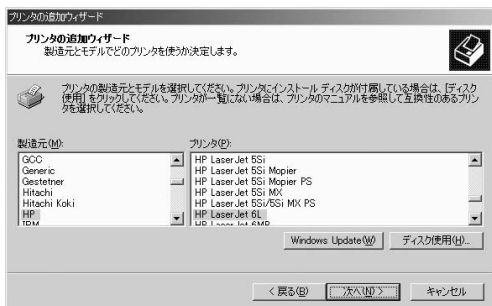 プリンタの追加ウィザード
プリンタの追加ウィザード
製造元とモデルでどのプリンタを使うか決定します。
プリンタの製造元とモデルを選択してください。プリンタにインストール ディスクが付属している場合は、[ディスク
使用] をクリックしてください。プリンタが一覧にない場合は、プリンタのマニュアルを参照して互換性のあるプリン
タを選択してください。
製造元(M):
GCC
Generic
Gestetner
Hitachi
Hitachi Koki
HP
IBM
プリンタ(P):
HP LaserJet 5Si
HP LaserJet 5Si Mopier
HP LaserJet 5Si Mopier PS
HP LaserJet 5Si MX
HP LaserJet 5Si/5Si MX PS
HP LaserJet 6L
HP LaserJet 6MP
Windows Update(W)
ディスク使用(H)...
< 戻る(B)
次へ(N) >
キャンセル